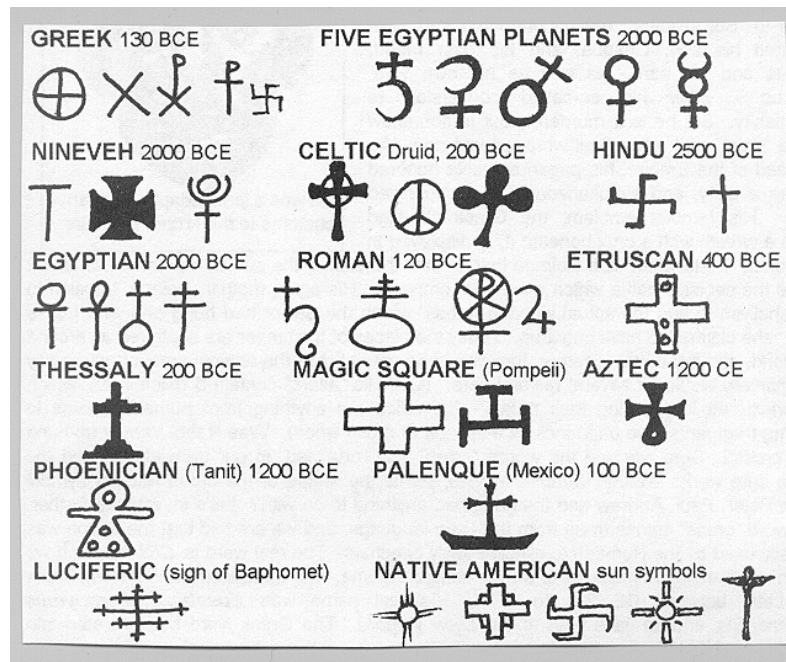 GREEK 130 BCE
FIVE EGYPTIAN PLANETS 2000 BCE
NINEVEH 2000 BCE
CELTIC Druid, 200 BCE
HINDU 2500 BCE
EGYPTIAN 2000 BCE
ROMAN 120 BCE
ETRUSCAN 400 BCE
THESSALY 200 BCE
MAGIC SQUARE (Pompeii)
AZTEC 1200 CE
PHOENICIAN (Tanit) 1200 BCE
PALENQUE (Mexico) 100 BCE
LUCIFERIC (sign of Baphomet)
NATIVE AMERICAN sun symbols